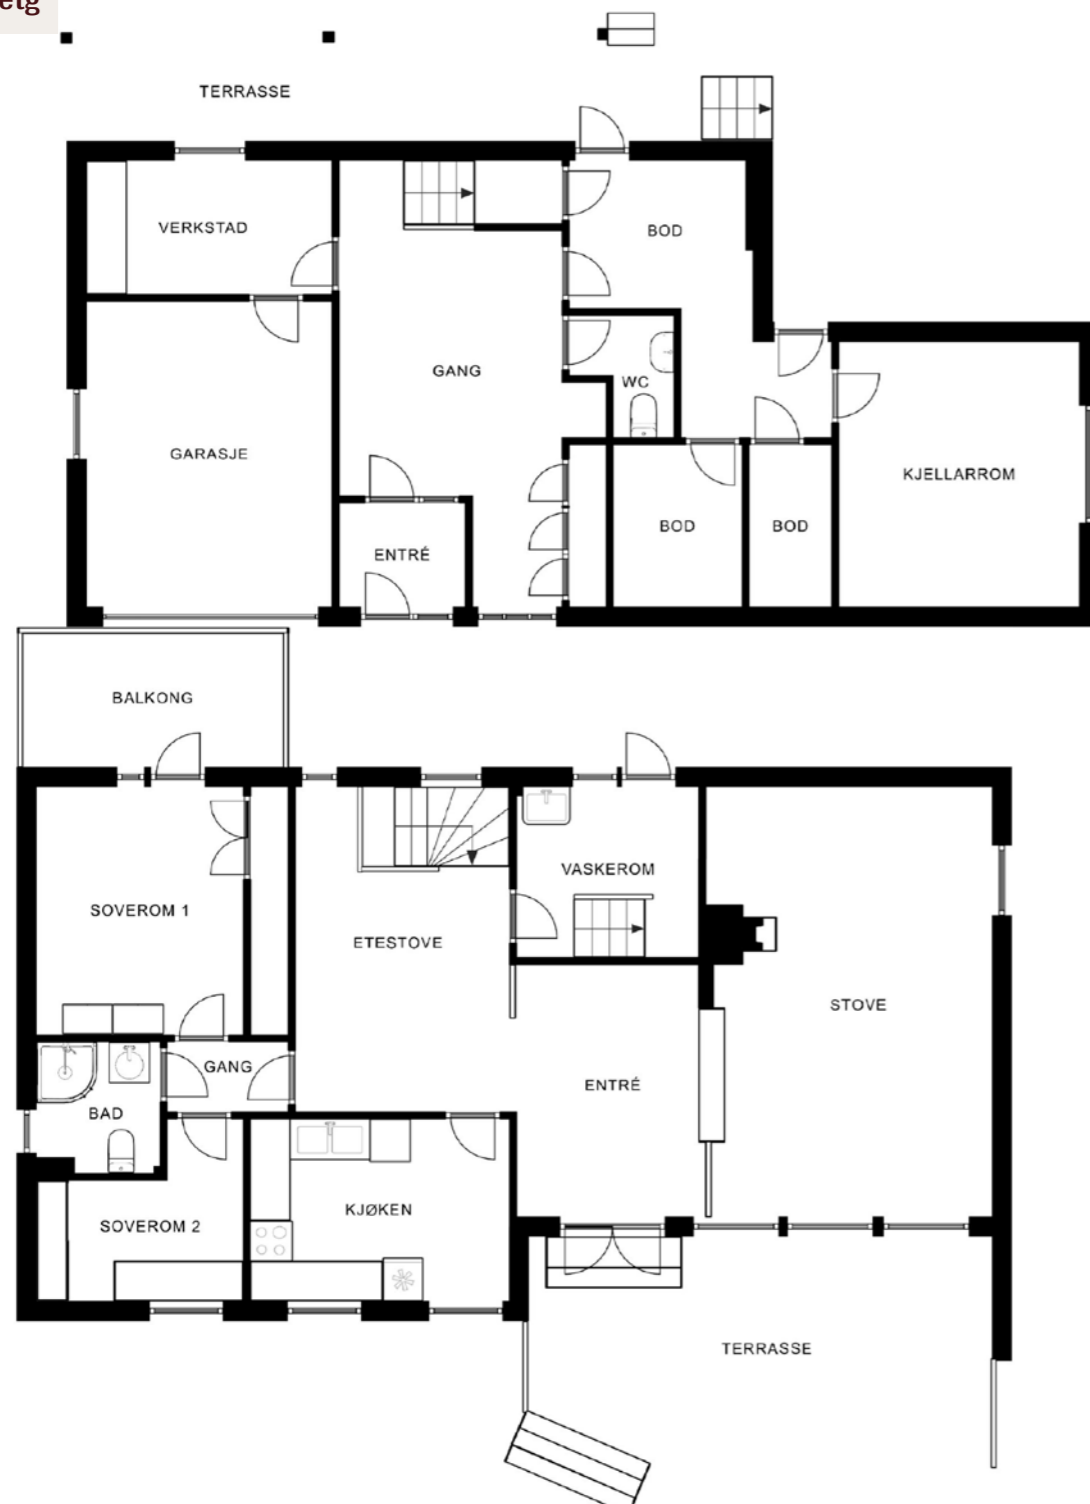 etg
TERRASSE
VERKSTAD
BOD
GANG
WC
GARASJE
KJELLARROM
BOD
BOD
ENTRÉ
BALKONG
VASKEROM
SOVEROM 1
ETESTOVE
STOVE
GANG
ENTRÉ
BAD
KJØKEN
SOVEROM 2
TERRASSE